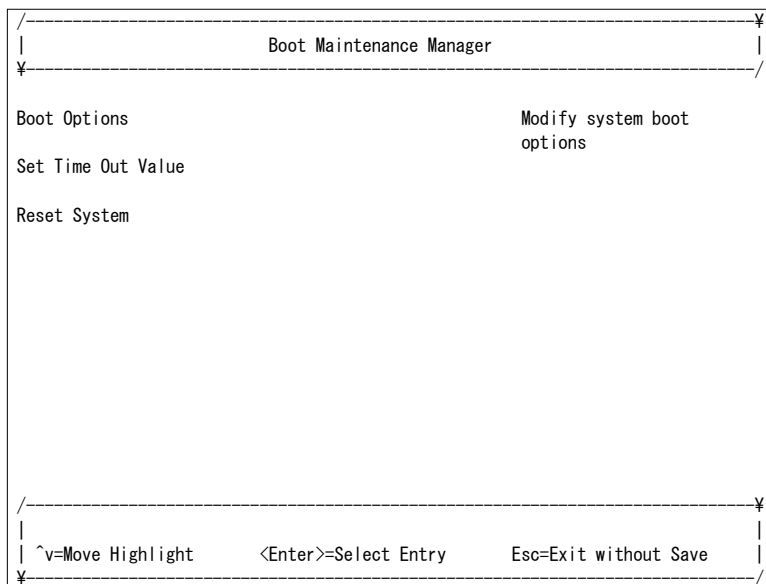 /------------------------------------------------------------------------------¥
| Boot Maintenance Manager |
¥------------------------------------------------------------------------------/
Boot Options Modify system boot
options
Set Time Out Value
Reset System
/------------------------------------------------------------------------------¥
| |
| ^v=Move Highlight <Enter>=Select Entry Esc=Exit without Save |
¥------------------------------------------------------------------------------/